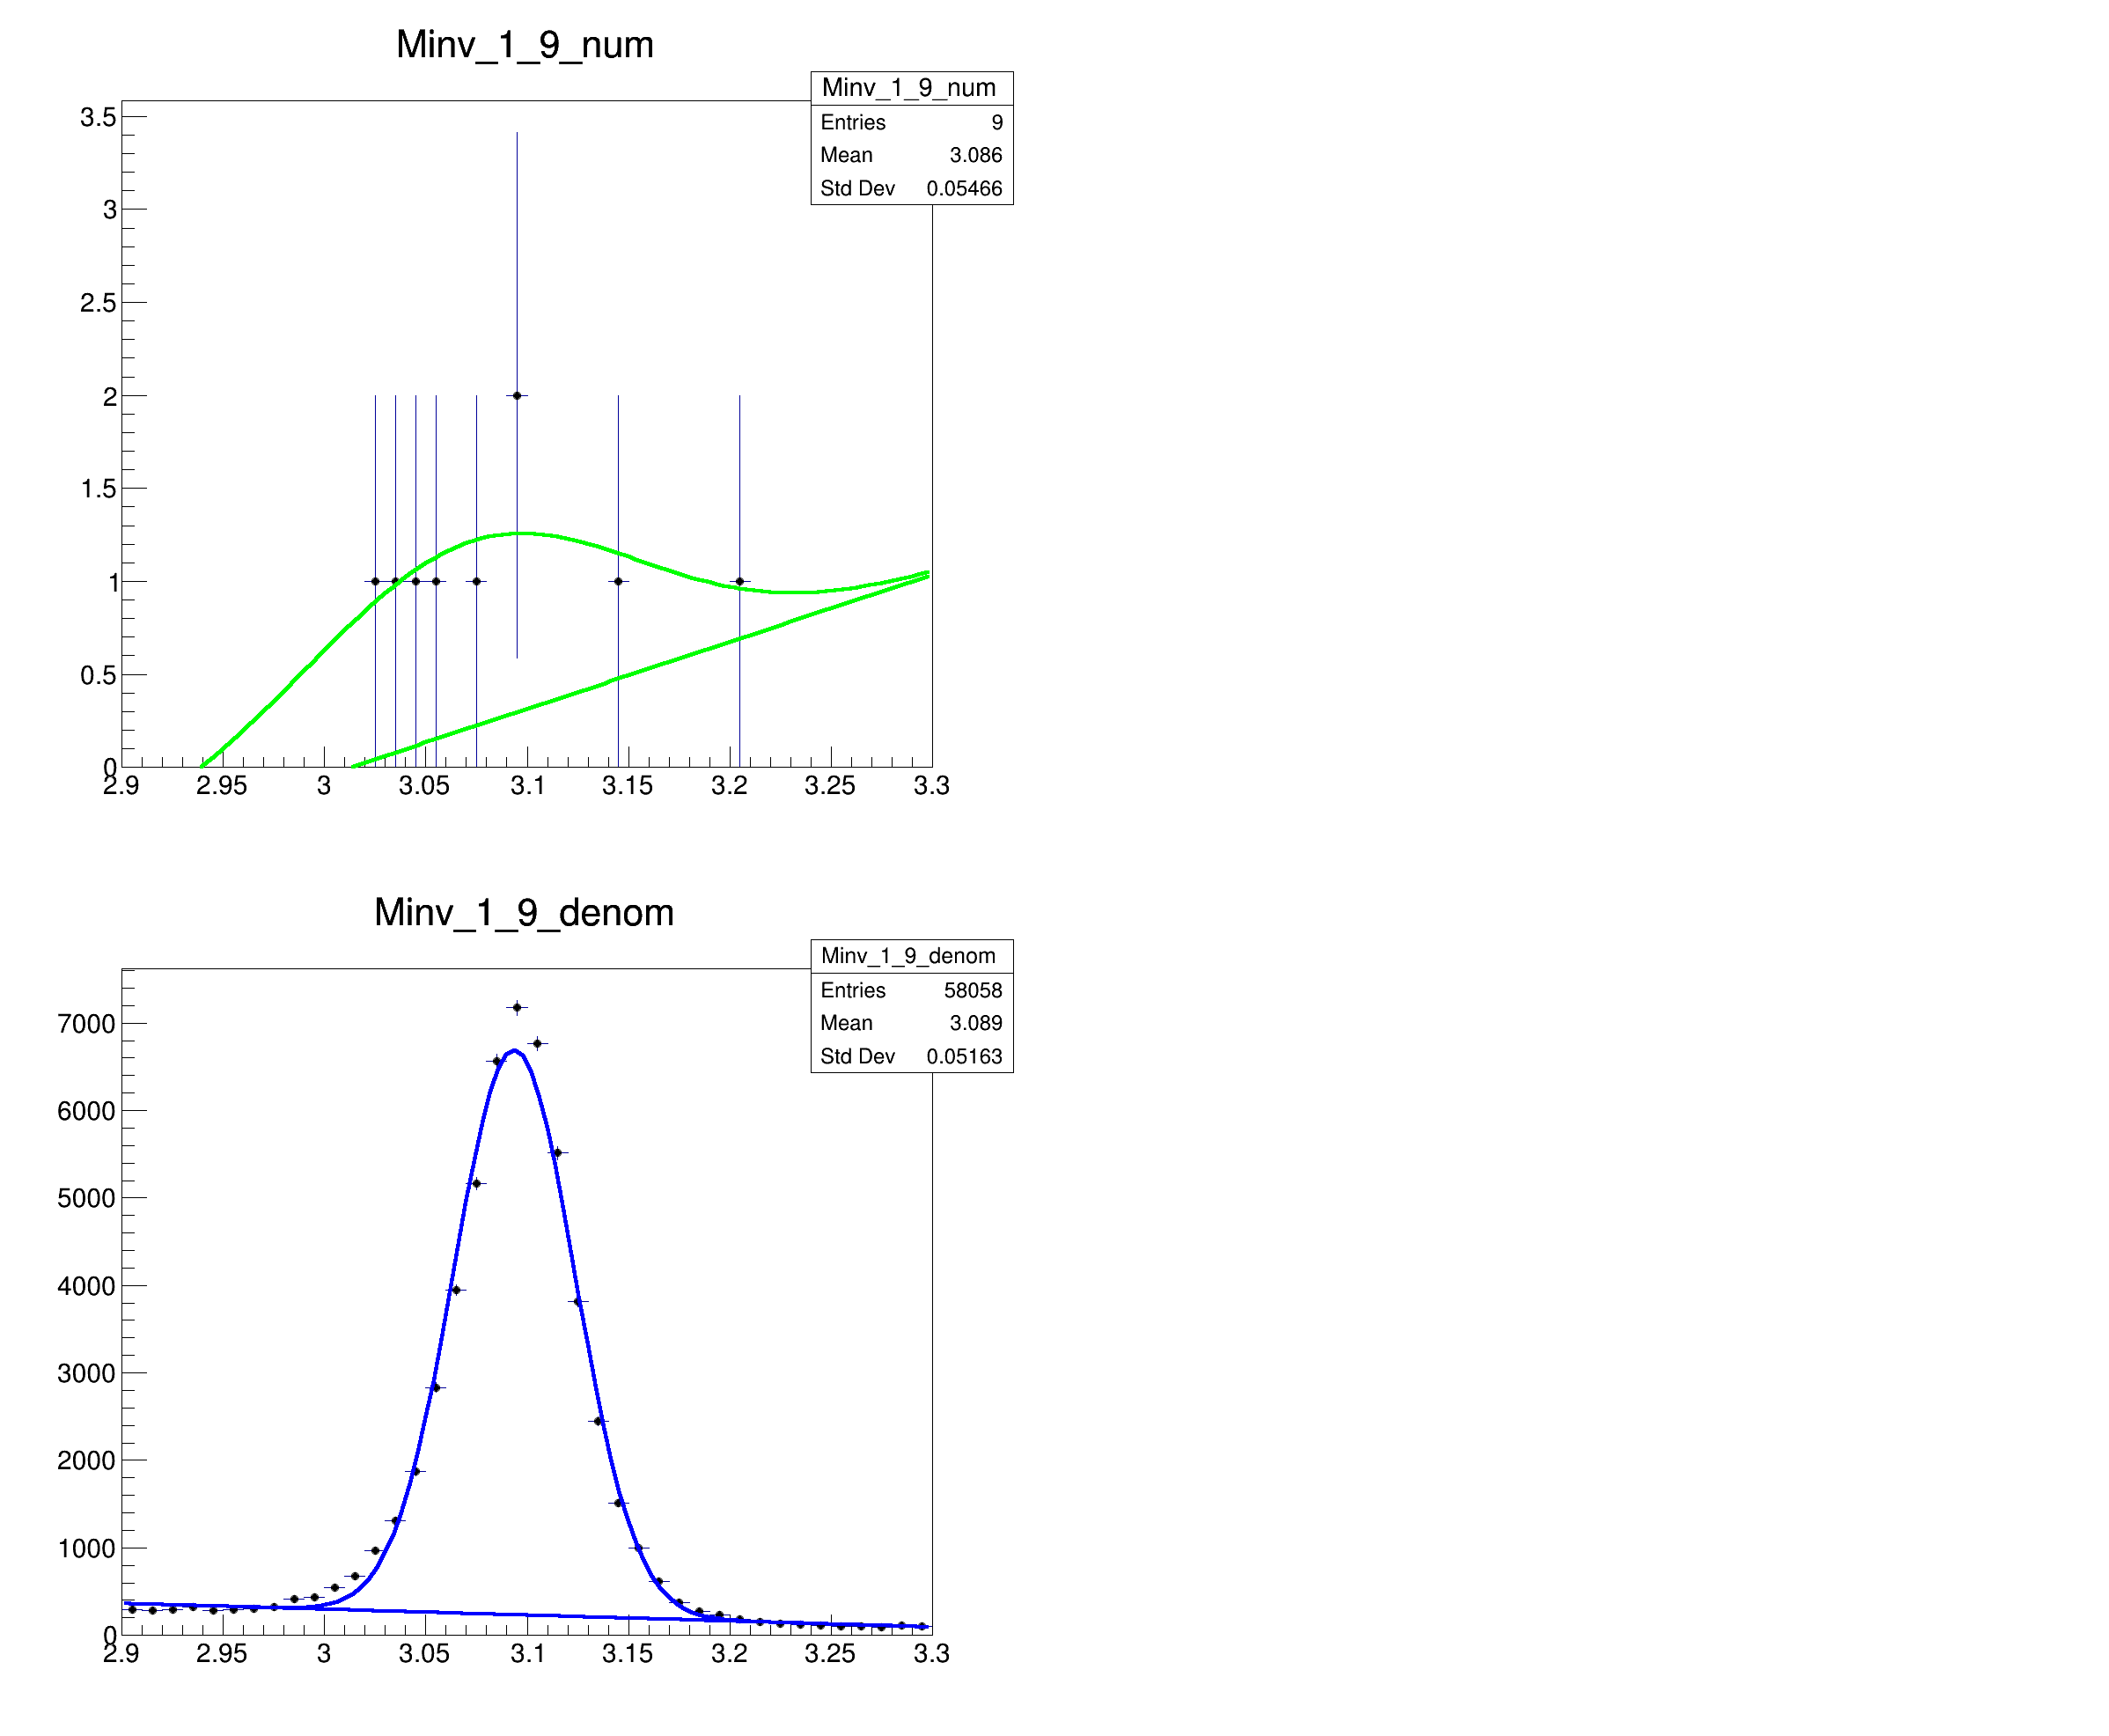 Minv_1_9_num
Minv_1_9_num
Entries 9
Mean 3.086
Std Dev 0.05466
3.5
3
2.5
2
1.5
1
0.5
0
2.9 2.95 3 3.05 3.1 3.15 3.2 3.25 3.3
Minv_1_9_denom
Minv_1_9_denom
Entries 58058
Mean 3.089
Std Dev 0.05163
7000
6000
5000
4000
3000
2000
1000
0
2.9 2.95 3 3.05 3.1 3.15 3.2 3.25 3.3